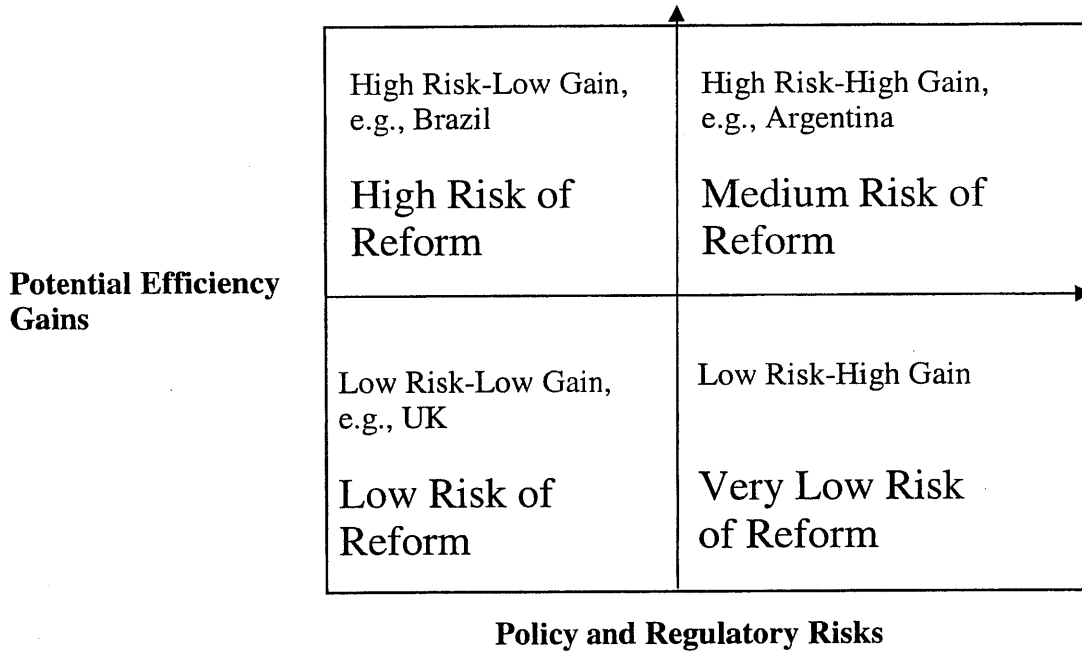 High Risk-Low Gain,
e.g., Brazil
High Risk of
Reform
High Risk-High Gain,
e.g., Argentina
Medium Risk of
Reform
Potential Efficiency
Gains
Low Risk-Low Gain,
e.g., UK
Low Risk of
Reform
Low Risk-High Gain
Very Low Risk
of Reform
Policy and Regulatory Risks